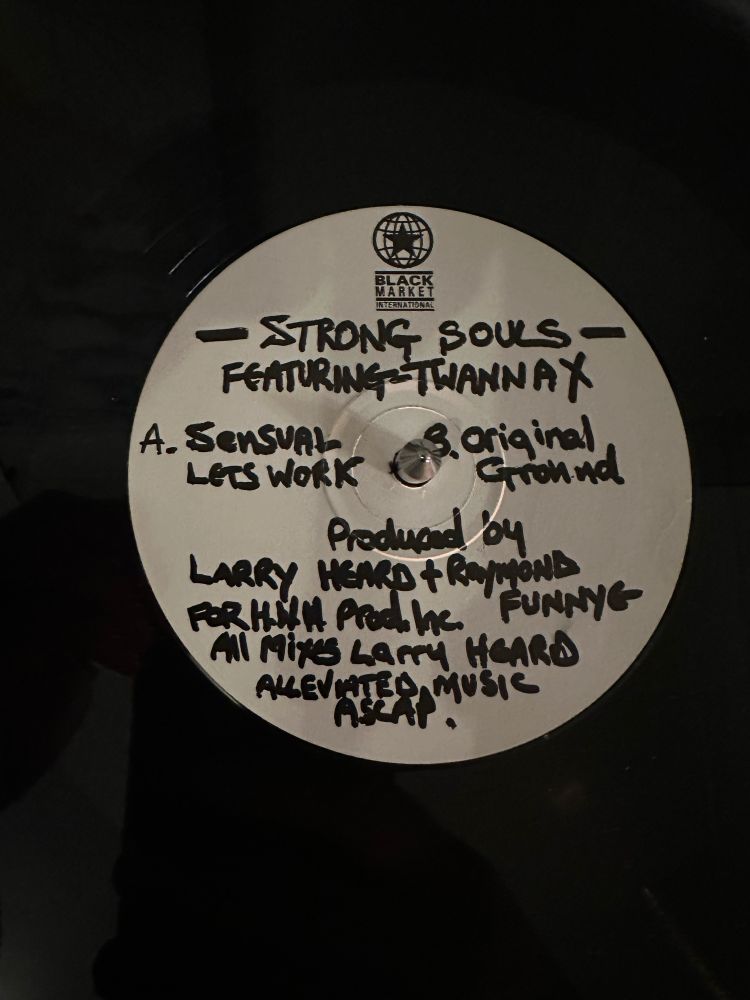 BLACK
MARKET
INTERNATIONAL
— STRONG SOULS —
FEATURING-TWANNA X
A. SENSUAL
LETS WORK
B. Original
Ground
Produced by
LARRY HEARD + RAYMOND
FUNNYE
FOR H.N.H Prod. Inc.
All Mixes Larry HEARD
ALLEVIATED MUSIC
ASCAP.